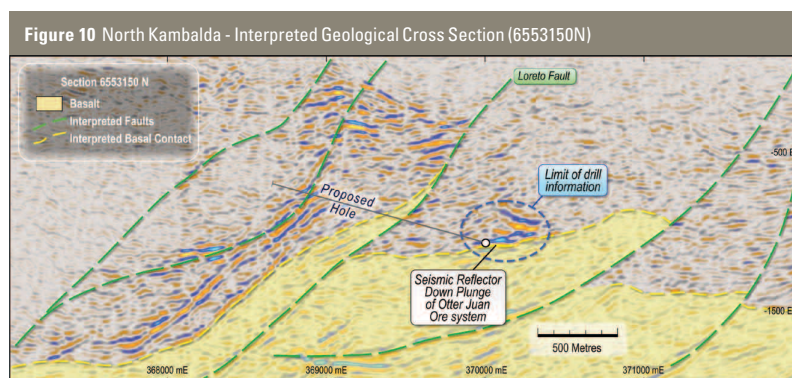 Figure 10 North Kambalda - Interpreted Geological Cross Section (6553150N)
Section 6553150 N
Basalt
Interpreted Faults
Interpreted Basal Contact
Loreto Fault
-500 E
Limit of drill
information
Proposed
Hole
Seismic Reflector
Down Plunge
of Otter Juan
Ore system
-1500 E
500 Metres
368000 mE
369000 mE
370000 mE
371000 mE